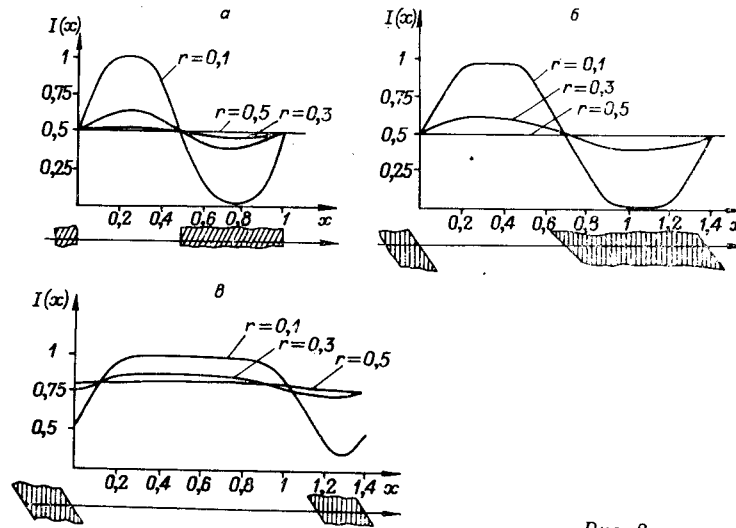 а
I(x)
1
0,75
0,5
0,25
r=0,1
r=0,5
r=0,3
0,2 0,4 0,6 0,8 1 x
б
I(x)
1
0,75
0,5
0,25
r=0,1
r=0,3
r=0,5
0,2 0,4 0,6 0,8 1 1,2 1,4 x
в
I(x)
1
0,75
0,5
r=0,1
r=0,3
r=0,5
0,2 0,4 0,6 0,8 1 1,2 1,4 x